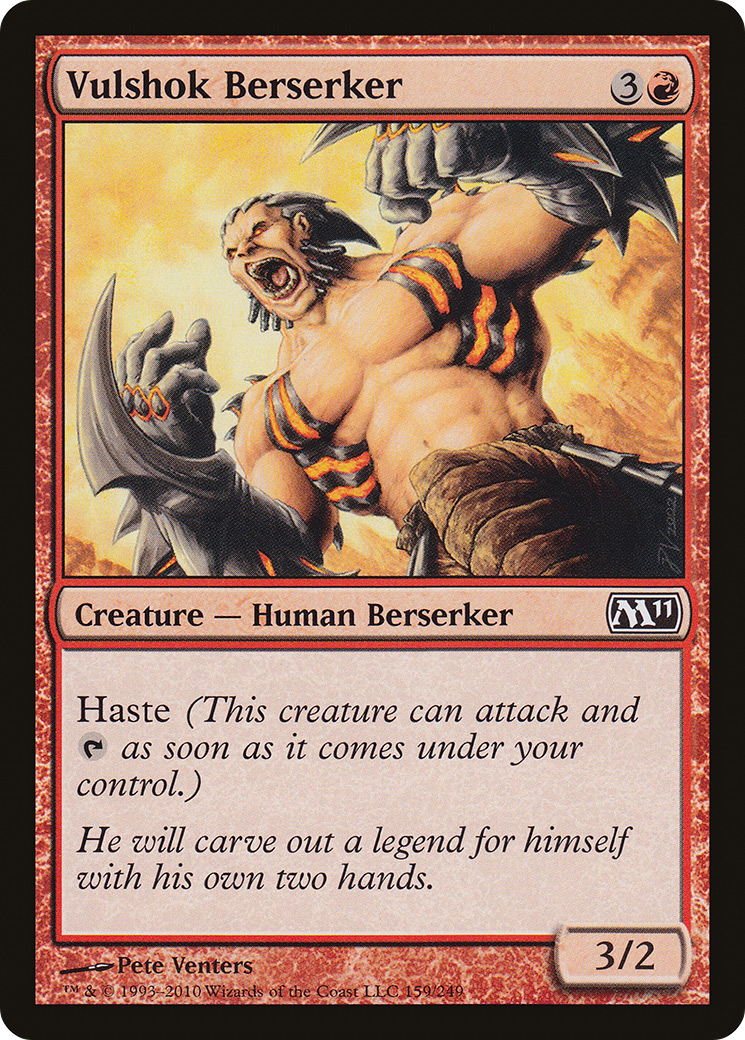 Vulshok Berserker 3
Creature — Human Berserker M11
Haste (This creature can attack and
as soon as it comes under your
control.)
He will carve out a legend for himself
with his own two hands.
3/2
Pete Venters
™ & © 1993–2010 Wizards of the Coast LLC 159/249